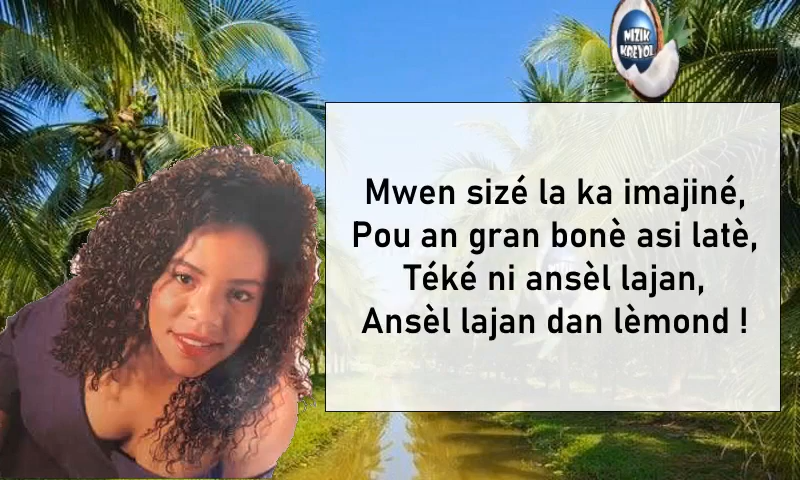 MIZIK
KREYOL
Mwen sizé la ka imajiné,
Pou an gran bonè asi latè,
Téké ni ansèl lajan,
Ansèl lajan dan lèmond !